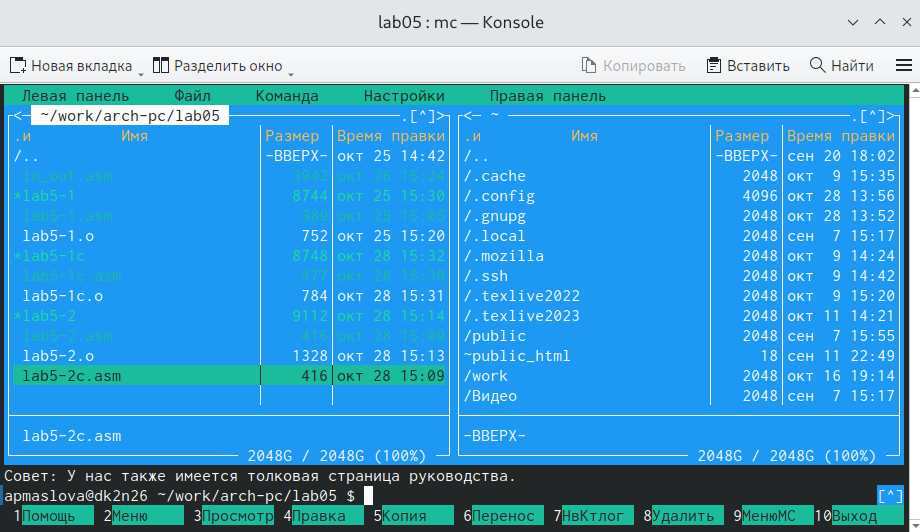 lab05 : mc — Konsole
Новая вкладка Разделить окно Копировать Вставить Найти
Левая панель Файл Команда Настройки Правая панель
<─ ~/work/arch-pc/lab05 .[^]> <─ ~ .[^]>
.и Имя Размер Время правки .и Имя Размер Время правки
/.. -ВВЕРХ- окт 25 14:42 /.. -ВВЕРХ- сен 20 18:02
in_out.asm 3942 окт 25 15:24 /.cache 2048 окт 9 15:35
*lab5-1 8744 окт 25 15:30 /.config 4096 окт 28 13:56
lab5-1.asm 389 окт 25 15:05 /.gnupg 2048 окт 28 13:52
lab5-1.o 752 окт 25 15:20 /.local 2048 сен 7 15:17
*lab5-1c 8748 окт 28 15:32 /.mozilla 2048 окт 9 14:24
lab5-1c.asm 477 окт 28 15:30 /.ssh 2048 окт 9 14:42
lab5-1c.o 784 окт 28 15:31 /.texlive2022 2048 окт 9 15:20
*lab5-2 9112 окт 28 15:14 /.texlive2023 2048 окт 11 14:21
lab5-2.asm 416 окт 28 15:09 /public 2048 сен 7 15:55
lab5-2.o 1328 окт 28 15:13 ~public_html 18 сен 11 22:49
lab5-2c.asm 416 окт 28 15:09 /work 2048 окт 16 19:14
/Видео 2048 сен 7 15:17
lab5-2c.asm -ВВЕРХ-
2048G / 2048G (100%) 2048G / 2048G (100%)
Совет: У нас также имеется толковая страница руководства.
apmaslova@dk2n26 ~/work/arch-pc/lab05 $ [^]
1Помощь 2Меню 3Просмотр 4Правка 5Копия 6Перенос 7НвКтлог 8Удалить 9МенюМС 10Выход